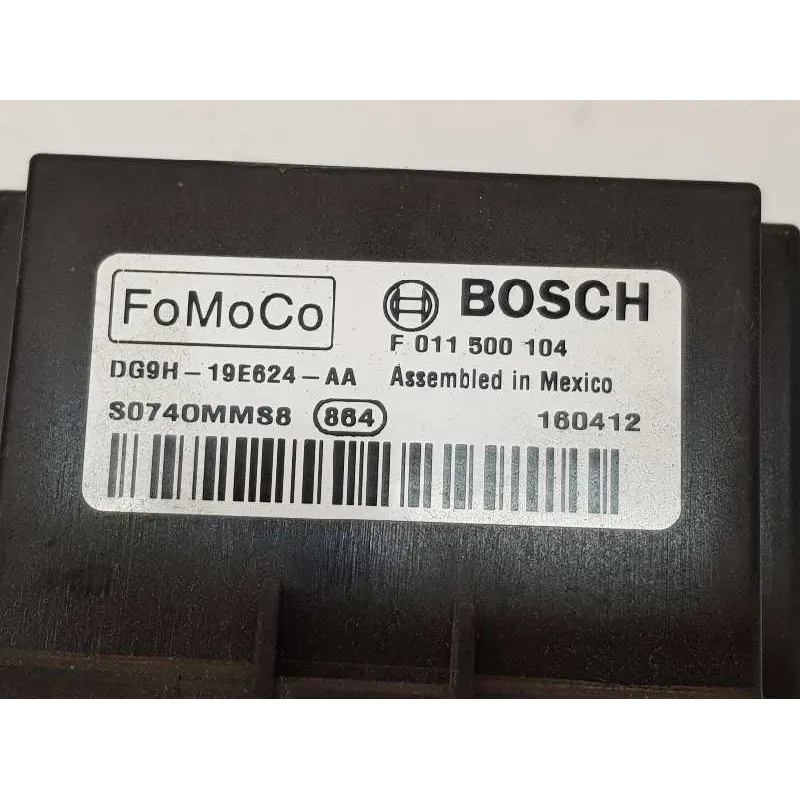 FoMoCo BOSCH
F 011 500 104
DG9H-19E624-AA Assembled in Mexico
S0740MMS8 864 160412